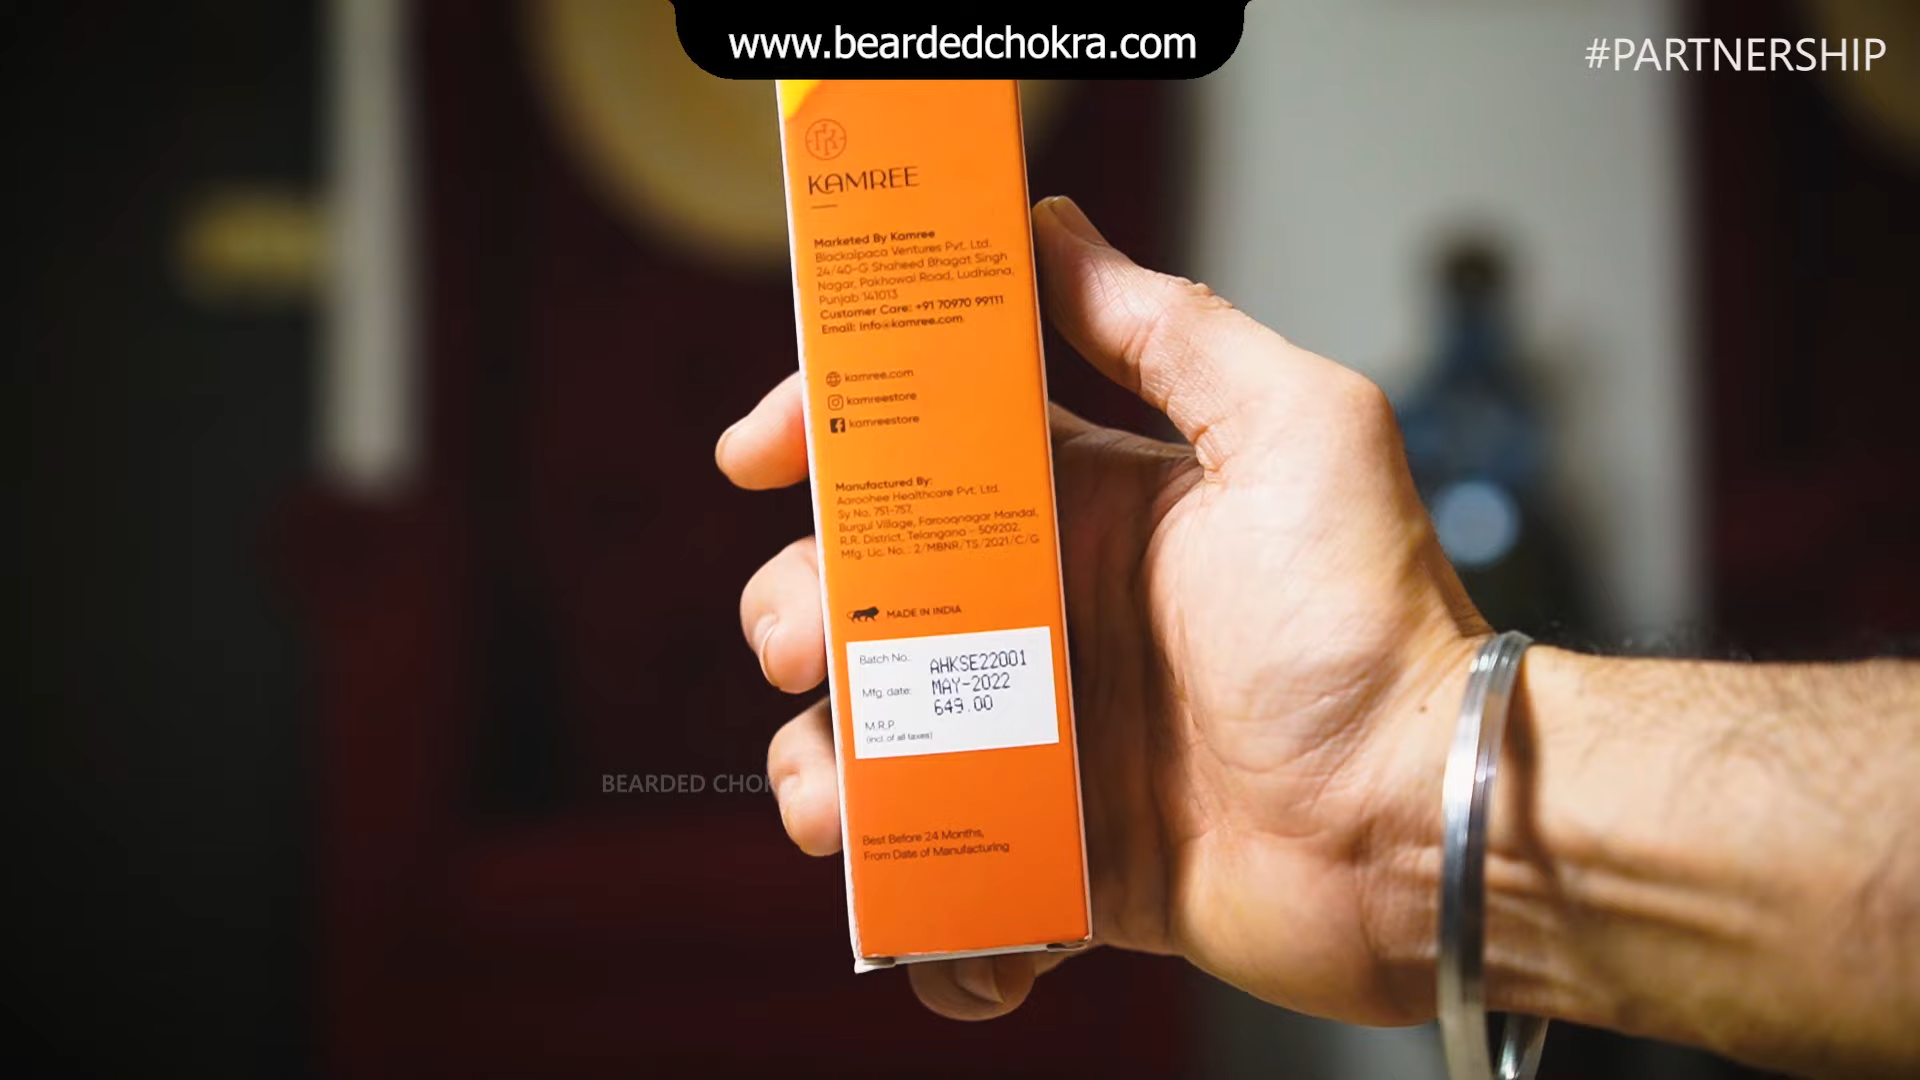 www.beardedchokra.com
#PARTNERSHIP
KAMREE
Marketed By Kamree
Blackalpaca Ventures Pvt. Ltd.
24/40-G Shaheed Bhagat Singh
Nagar, Pakhowal Road, Ludhiana,
Punjab 141013
Customer Care: +91 70970 99111
Email: info@kamree.com
kamree.com
kamreestore
kamreestore
Manufactured By:
Aaroohee Healthcare Pvt. Ltd.
Sy No. 751-757,
Burgul Village, Farooqnagar Mandal,
R.R. District, Telangana - 509202.
Mfg. Lic. No. : 2/MBNR/TS/2021/C/G
MADE IN INDIA
Batch No.: AHKSE22001
Mfg. date: MAY-2022
649.00
M.R.P.
(incl. of all taxes)
BEARDED CHOK
Best Before 24 Months,
From Date of Manufacturing